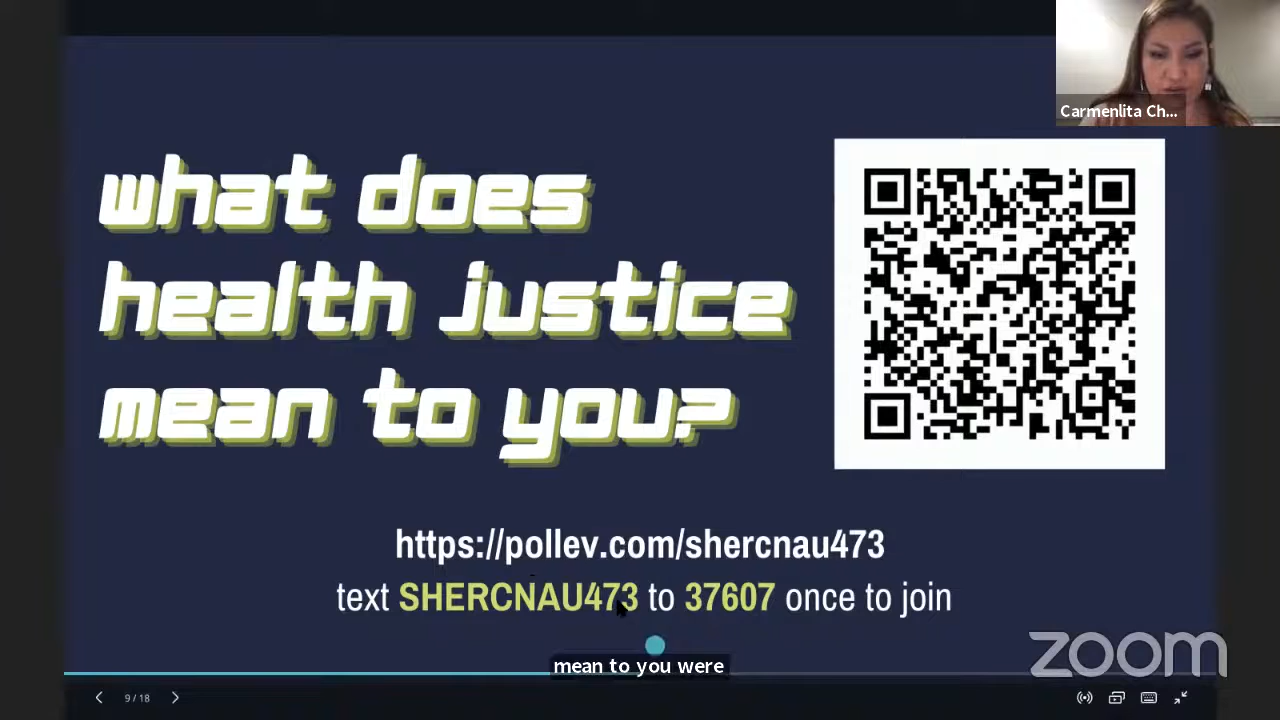 Carmenlita Ch...
what does
health justice
mean to you?
https://pollev.com/shercnau473
text SHERCNAU473 to 37607 once to join
zoom
mean to you were
9 / 18